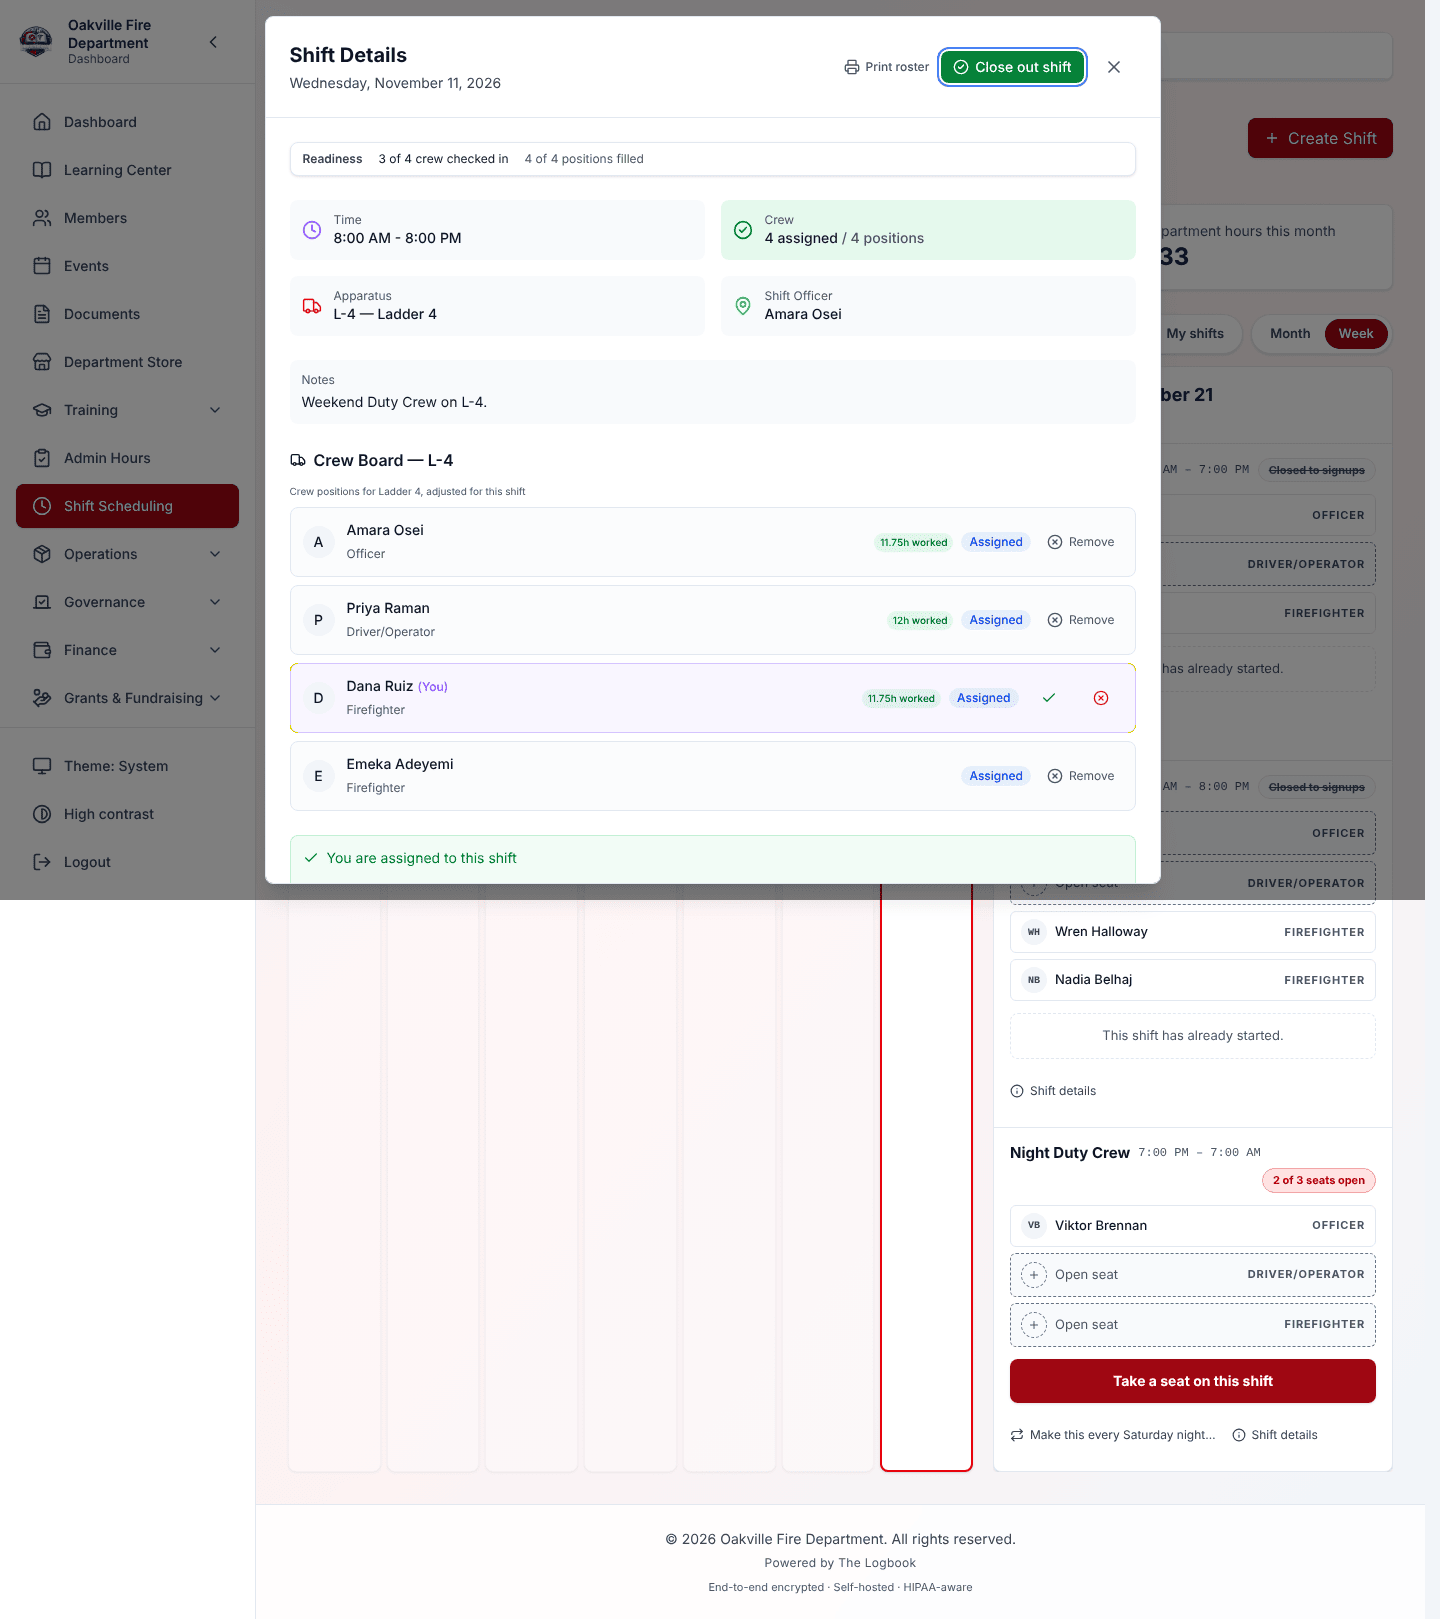 Oakville Fire
Department
Dashboard
Dashboard
Learning Center
Members
Events
Documents
Department Store
Training
Admin Hours
Shift Scheduling
Operations
Governance
Finance
Grants & Fundraising
Theme: System
High contrast
Logout
Shift Details
Wednesday, November 11, 2026
Print roster
Close out shift
Readiness 3 of 4 crew checked in 4 of 4 positions filled
Time
8:00 AM - 8:00 PM
Crew
4 assigned / 4 positions
Apparatus
L-4 — Ladder 4
Shift Officer
Amara Osei
Notes
Weekend Duty Crew on L-4.
Crew Board — L-4
Crew positions for Ladder 4, adjusted for this shift
A
Amara Osei
Officer
11.75h worked
Assigned
Remove
P
Priya Raman
Driver/Operator
12h worked
Assigned
Remove
D
Dana Ruiz (You)
Firefighter
11.75h worked
Assigned
E
Emeka Adeyemi
Firefighter
Assigned
Remove
You are assigned to this shift
+ Create Shift
partment hours this month
33
My shifts
Month
Week
ber 21
AM – 7:00 PM
Closed to signups
OFFICER
DRIVER/OPERATOR
FIREFIGHTER
has already started.
AM – 8:00 PM
Closed to signups
OFFICER
Open seat
DRIVER/OPERATOR
WH Wren Halloway FIREFIGHTER
NB Nadia Belhaj FIREFIGHTER
This shift has already started.
Shift details
Night Duty Crew 7:00 PM – 7:00 AM
2 of 3 seats open
VB Viktor Brennan OFFICER
+ Open seat DRIVER/OPERATOR
+ Open seat FIREFIGHTER
Take a seat on this shift
Make this every Saturday night...
Shift details
© 2026 Oakville Fire Department. All rights reserved.
Powered by The Logbook
End-to-end encrypted · Self-hosted · HIPAA-aware